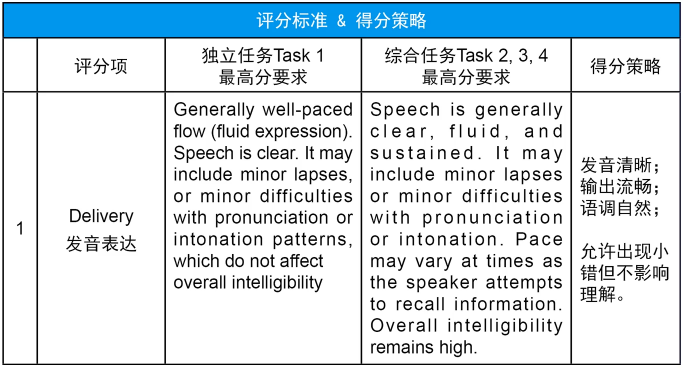 评分标准 & 得分策略
评分项
独立任务Task 1
最高分要求
综合任务Task 2, 3, 4
最高分要求
得分策略
1
Delivery
发音表达
Generally well-paced
flow (fluid expression).
Speech is clear. It may
include minor lapses,
or minor difficulties
with pronunciation or
intonation patterns,
which do not affect
overall intelligibility
Speech is generally
clear, fluid, and
sustained. It may
include minor lapses
or minor difficulties
with pronunciation
or intonation. Pace
may vary at times as
the speaker attempts
to recall information.
Overall intelligibility
remains high.
发音清晰；
输出流畅；
语调自然；
允许出现小
错但不影响
理解。